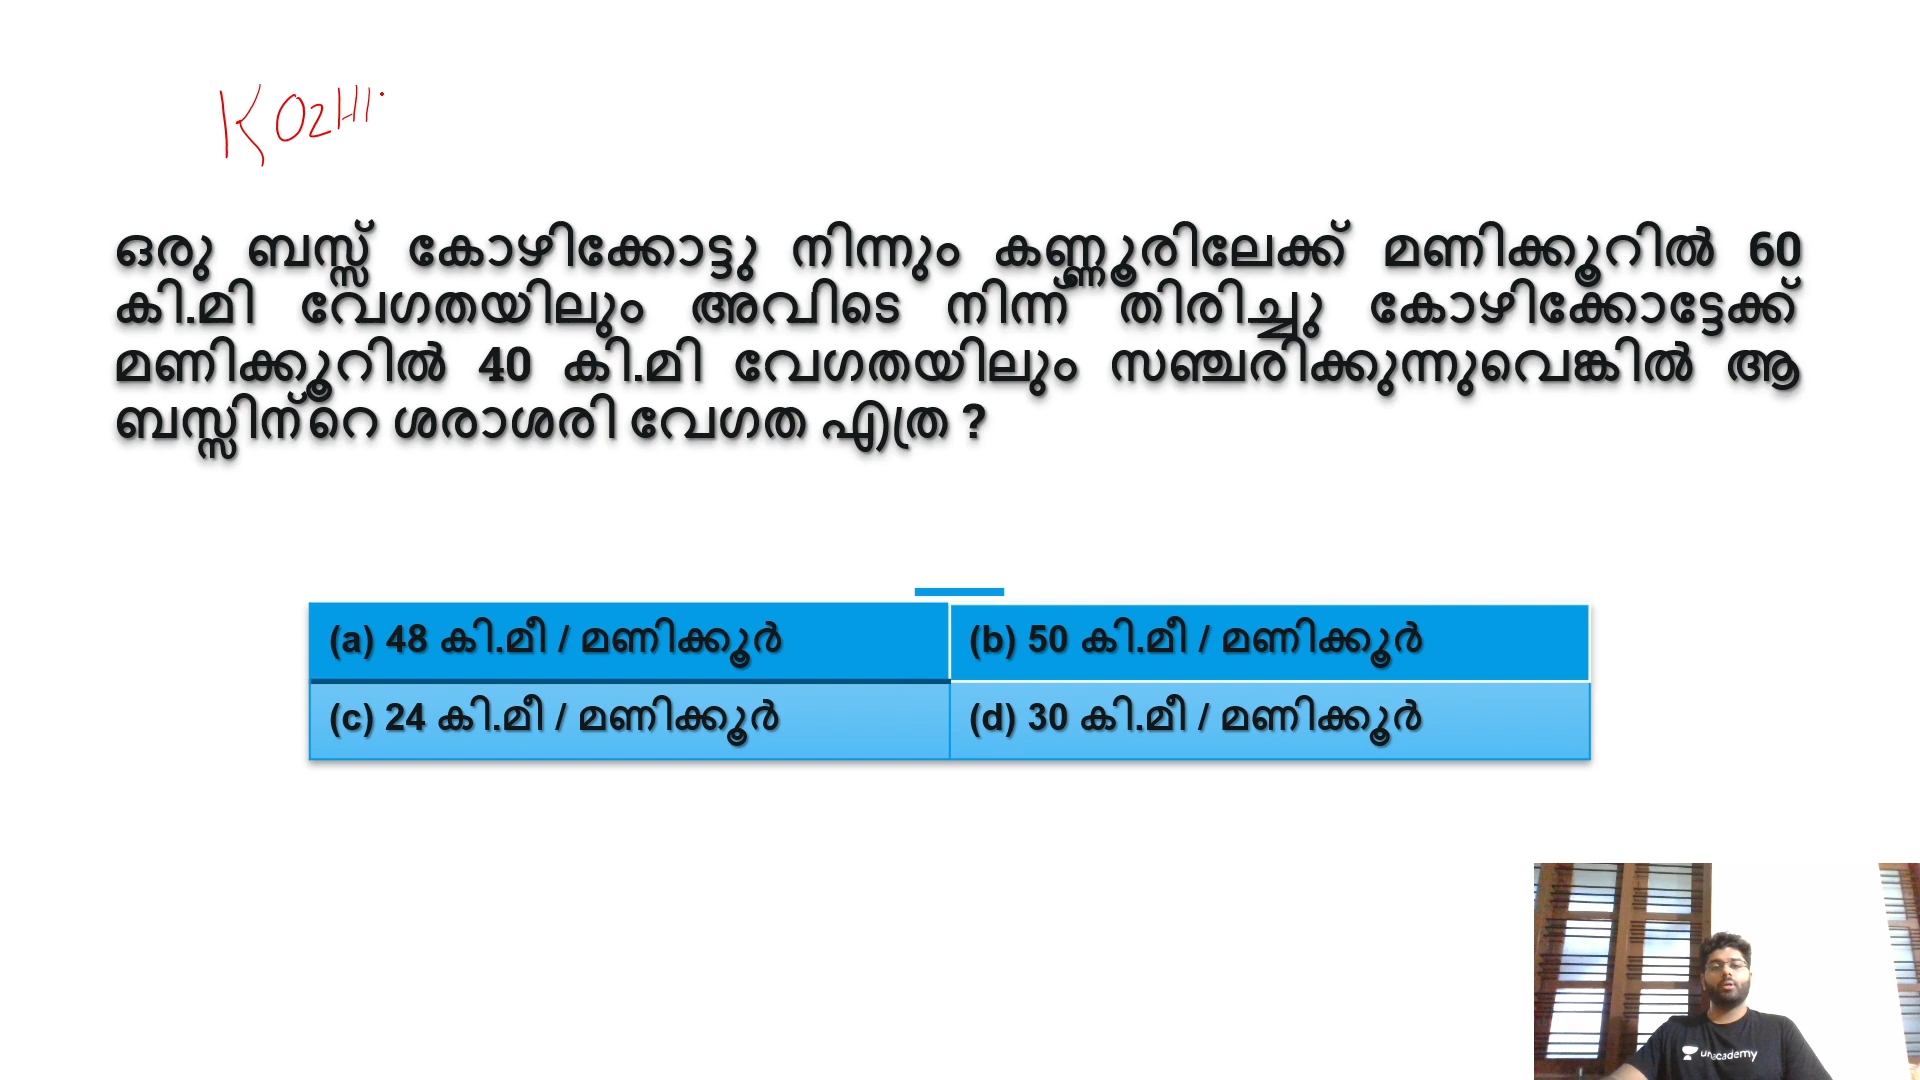 KOZHI
ഒരു ബസ്സ് കോഴിക്കോട്ടു നിന്നും കണ്ണൂരിലേക്ക് മണിക്കൂറിൽ 60
കി.മി വേഗതയിലും അവിടെ നിന്ന് തിരിച്ചു കോഴിക്കോട്ടേക്ക്
മണിക്കൂറിൽ 40 കി.മി വേഗതയിലും സഞ്ചരിക്കുന്നുവെങ്കിൽ ആ
ബസ്സിന്റെ ശരാശരി വേഗത എത്ര ?
(a) 48 കി.മീ / മണിക്കൂർ (b) 50 കി.മീ / മണിക്കൂർ
(c) 24 കി.മീ / മണിക്കൂർ (d) 30 കി.മീ / മണിക്കൂർ
unacademy